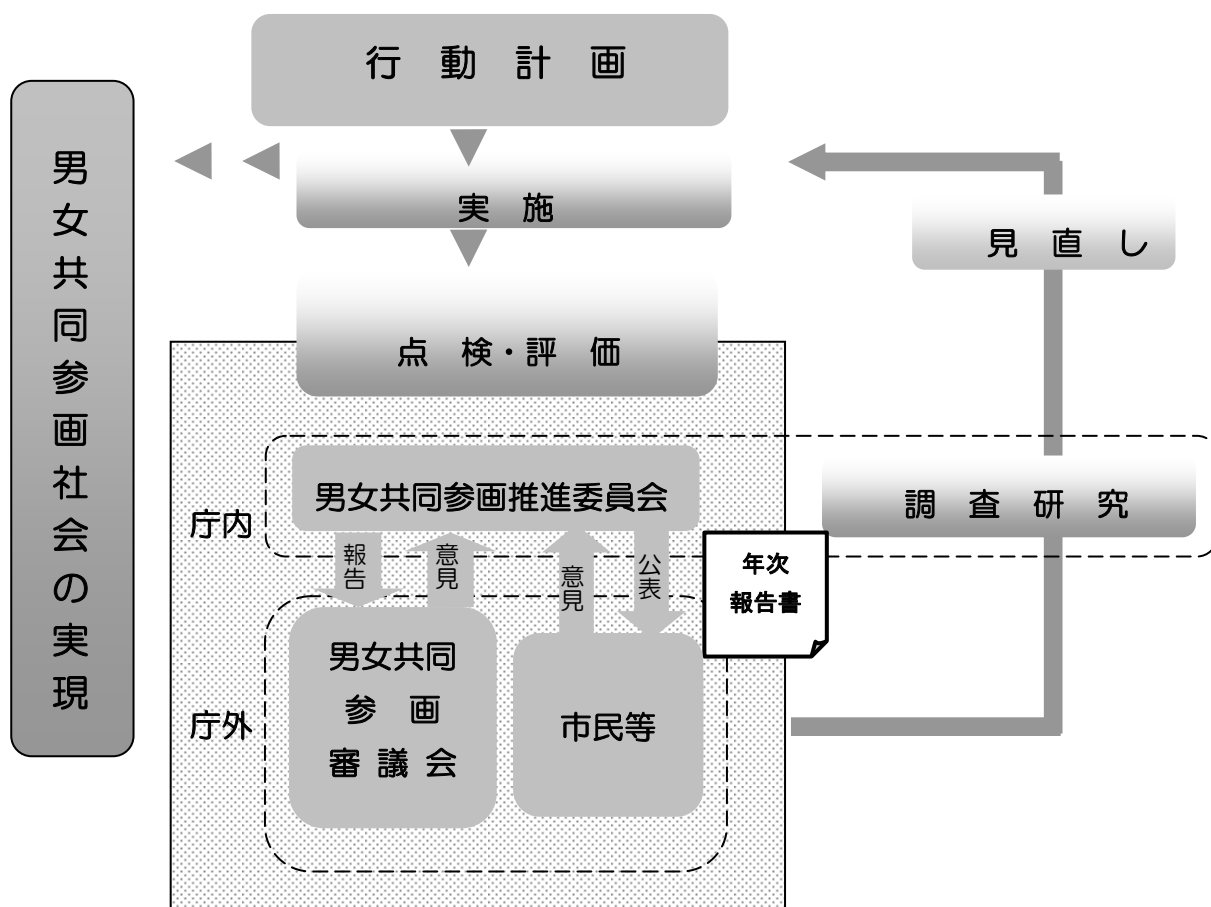 行動計画
男女共同参画社会の実現
実施
見直し
点検・評価
男女共同参画推進委員会
調査研究
庁内
報告
意見
意見
公表
年次
報告書
男女共同
参画
審議会
市民等
庁外